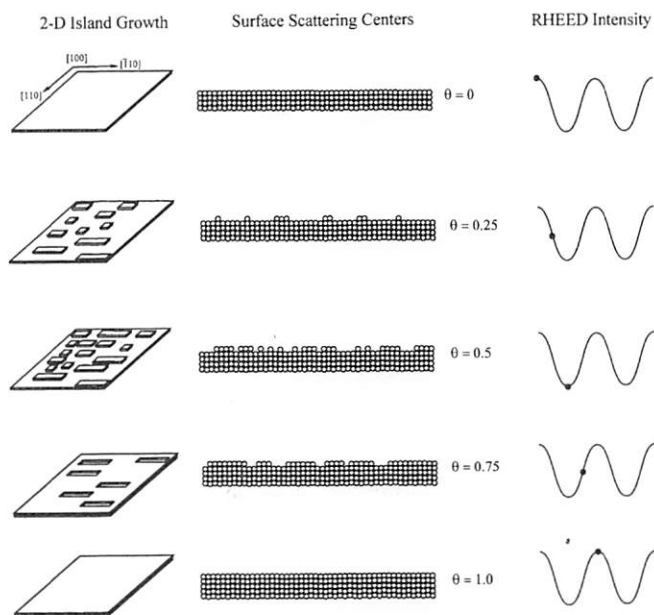 2-D Island Growth Surface Scattering Centers RHEED Intensity
[100]
[110] [1̄10]
θ = 0
θ = 0.25
θ = 0.5
θ = 0.75
θ = 1.0